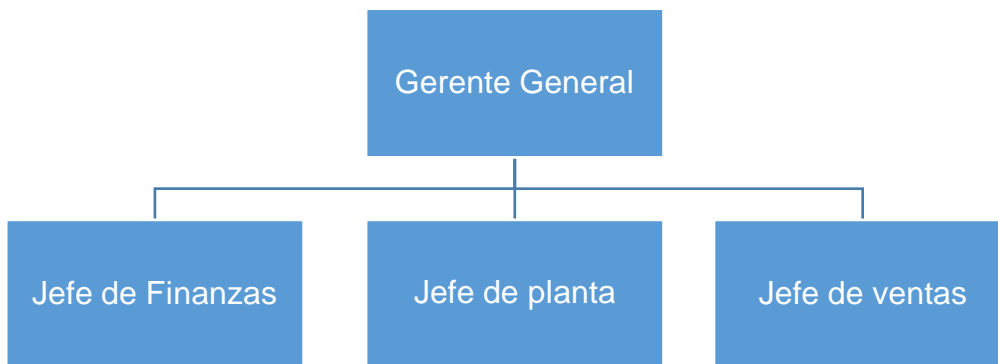 Gerente General
Jefe de Finanzas
Jefe de planta
Jefe de ventas